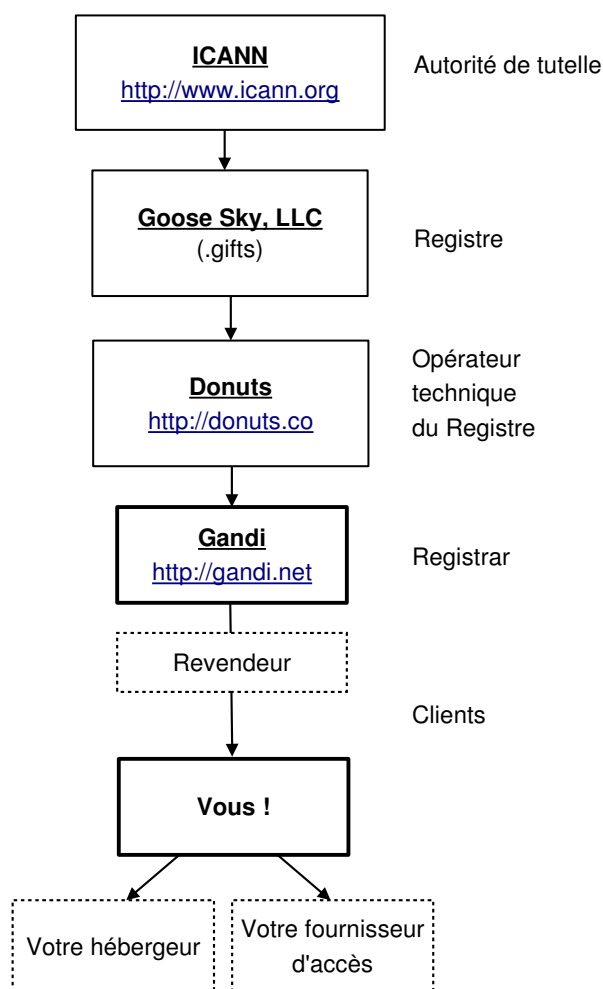 ICANN
http://www.icann.org
Autorité de tutelle
Goose Sky, LLC
(.gifts)
Registre
Donuts
http://donuts.co
Opérateur
technique
du Registre
Gandi
http://gandi.net
Registrar
Revendeur
Clients
Vous !
Votre hébergeur
Votre fournisseur
d'accès